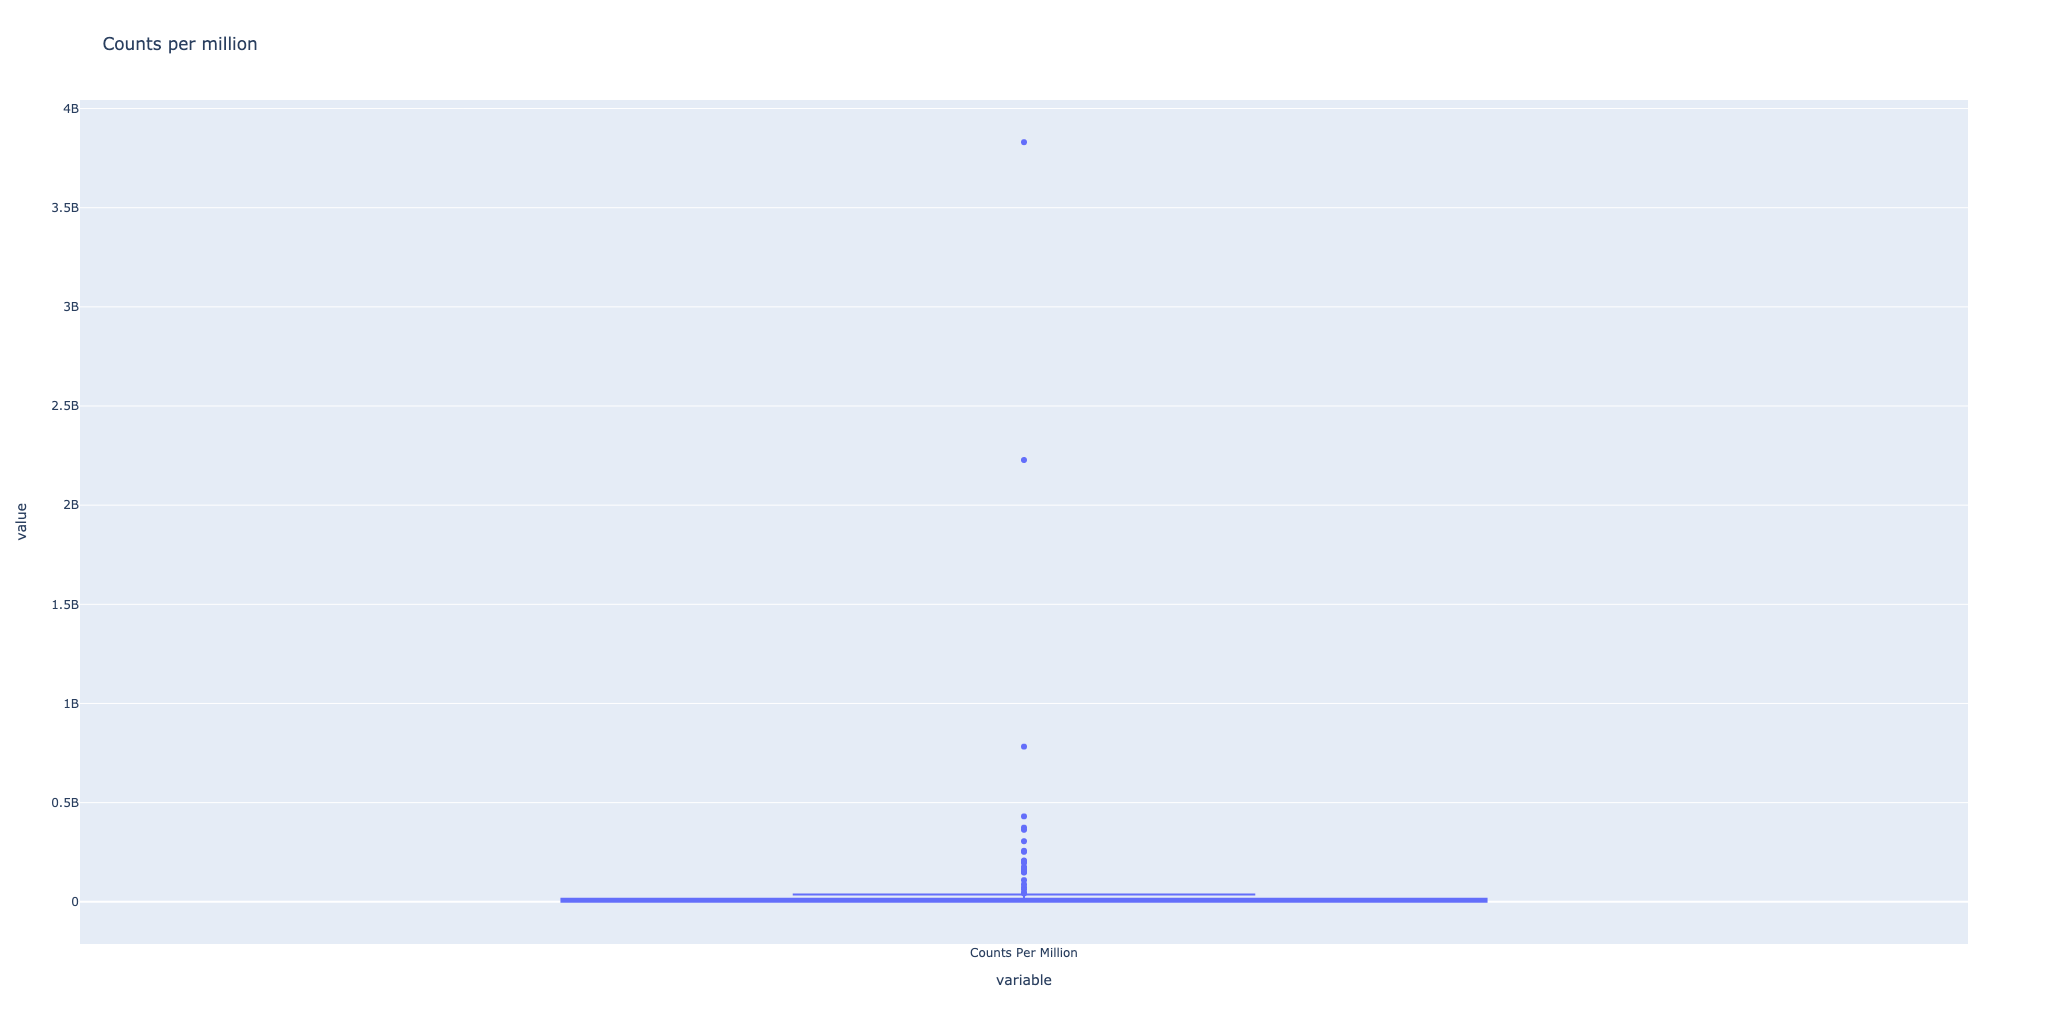 Counts per million
4B
3.5B
3B
2.5B
2B
1.5B
1B
0.5B
0
value
Counts Per Million
variable